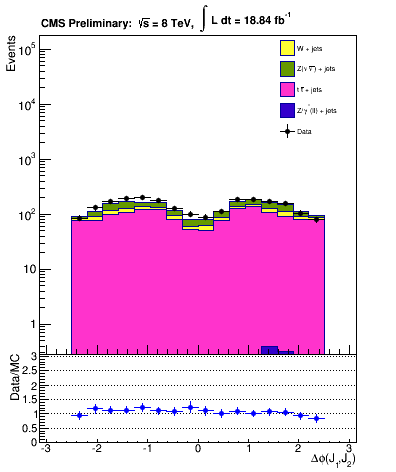 CMS Preliminary: √s = 8 TeV, ∫ L dt = 18.84 fb⁻¹
Events
10⁵
10⁴
10³
10²
10
1
W + jets
Z(ν ν̅) + jets
t t̅ + jets
Z/γ*(ll) + jets
Data
Data/MC
3
2.5
2
1.5
1
0.5
0
-3 -2 -1 0 1 2 3
Δϕ(J₁,J₂)